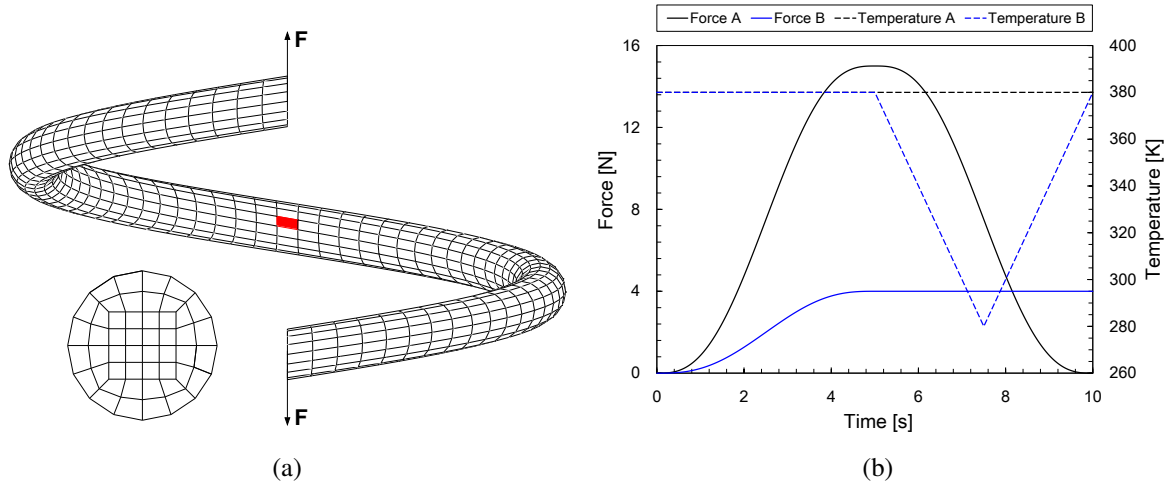 F
F
(a)
Force A Force B Temperature A Temperature B
16
12
8
4
0
Force [N]
400
380
360
340
320
300
280
260
Temperature [K]
0 2 4 6 8 10
Time [s]
(b)